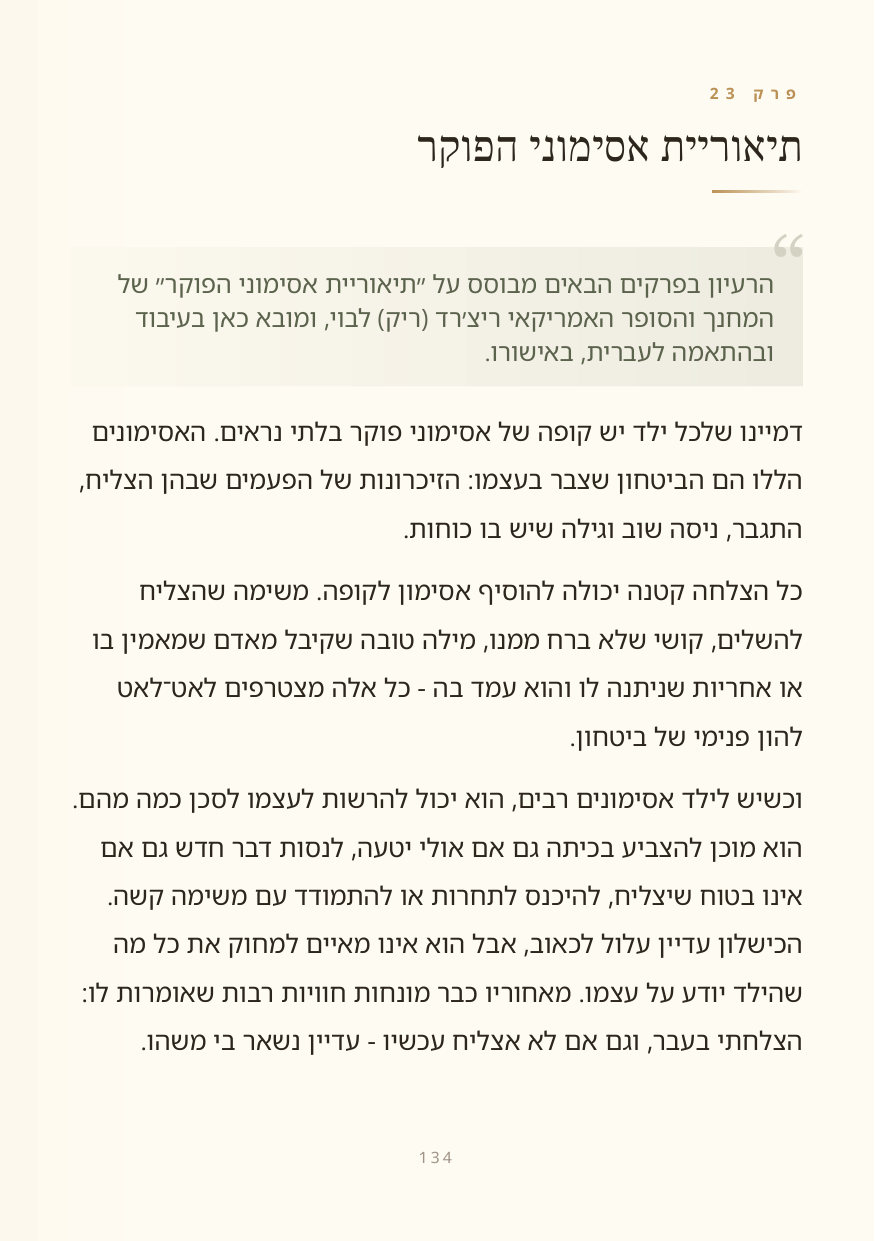 פרק 23
תיאוריית אסימוני הפוקר
“
הרעיון בפרקים הבאים מבוסס על ״תיאוריית אסימוני הפוקר״ של
המחנך והסופר האמריקאי ריצ׳רד (ריק) לבוי, ומובא כאן בעיבוד
ובהתאמה לעברית, באישורו.
דמיינו שלכל ילד יש קופה של אסימוני פוקר בלתי נראים. האסימונים
הללו הם הביטחון שצבר בעצמו: הזיכרונות של הפעמים שבהן הצליח,
התגבר, ניסה שוב וגילה שיש בו כוחות.
כל הצלחה קטנה יכולה להוסיף אסימון לקופה. משימה שהצליח
להשלים, קושי שלא ברח ממנו, מילה טובה שקיבל מאדם שמאמין בו
או אחריות שניתנה לו והוא עמד בה - כל אלה מצטרפים לאט־לאט
להון פנימי של ביטחון.
וכשיש לילד אסימונים רבים, הוא יכול להרשות לעצמו לסכן כמה מהם.
הוא מוכן להצביע בכיתה גם אם אולי יטעה, לנסות דבר חדש גם אם
אינו בטוח שיצליח, להיכנס לתחרות או להתמודד עם משימה קשה.
הכישלון עדיין עלול לכאוב, אבל הוא אינו מאיים למחוק את כל מה
שהילד יודע על עצמו. מאחוריו כבר מונחות חוויות רבות שאומרות לו:
הצלחתי בעבר, וגם אם לא אצליח עכשיו - עדיין נשאר בי משהו.
134